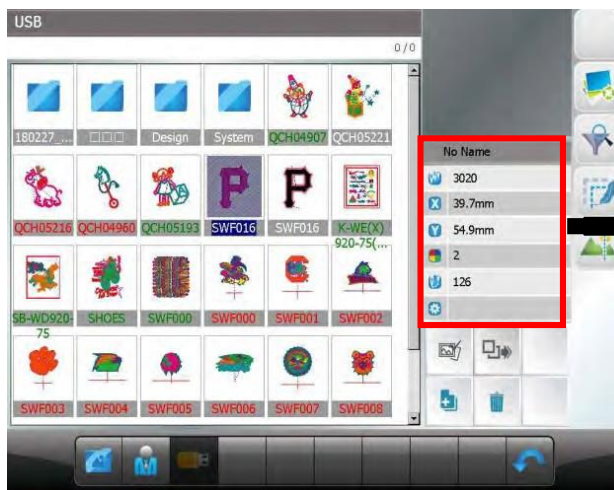 USB
0/0
180227_... □□□ Design System QCH04907 QCH05221
QCH05216 QCH04960 QCH05193 SWF016 SWF016 K-WE(X)
920-75(...
SB-WD920-
75
SHOES SWF000 SWF000 SWF001 SWF002
SWF003 SWF004 SWF005 SWF006 SWF007 SWF008
No Name
3020
X 39.7mm
Y 54.9mm
2
126